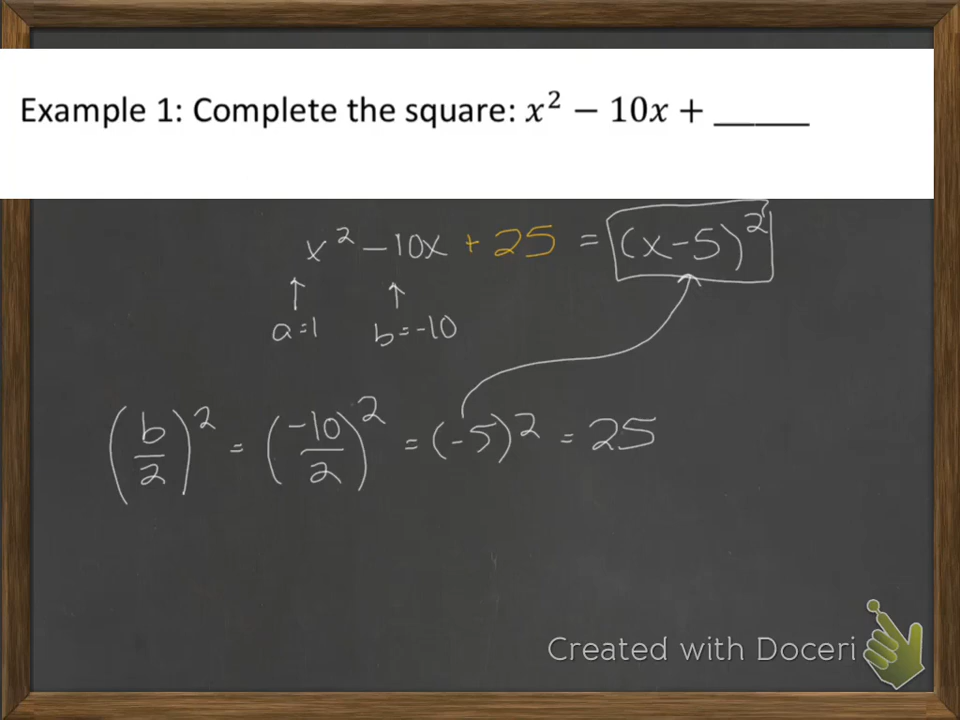 Example 1: Complete the square: x² − 10x + _____
x² − 10x + 25 = (x − 5)²
a = 1 b = -10
(b/2)² = (-10/2)² = (-5)² = 25
Created with Doceri